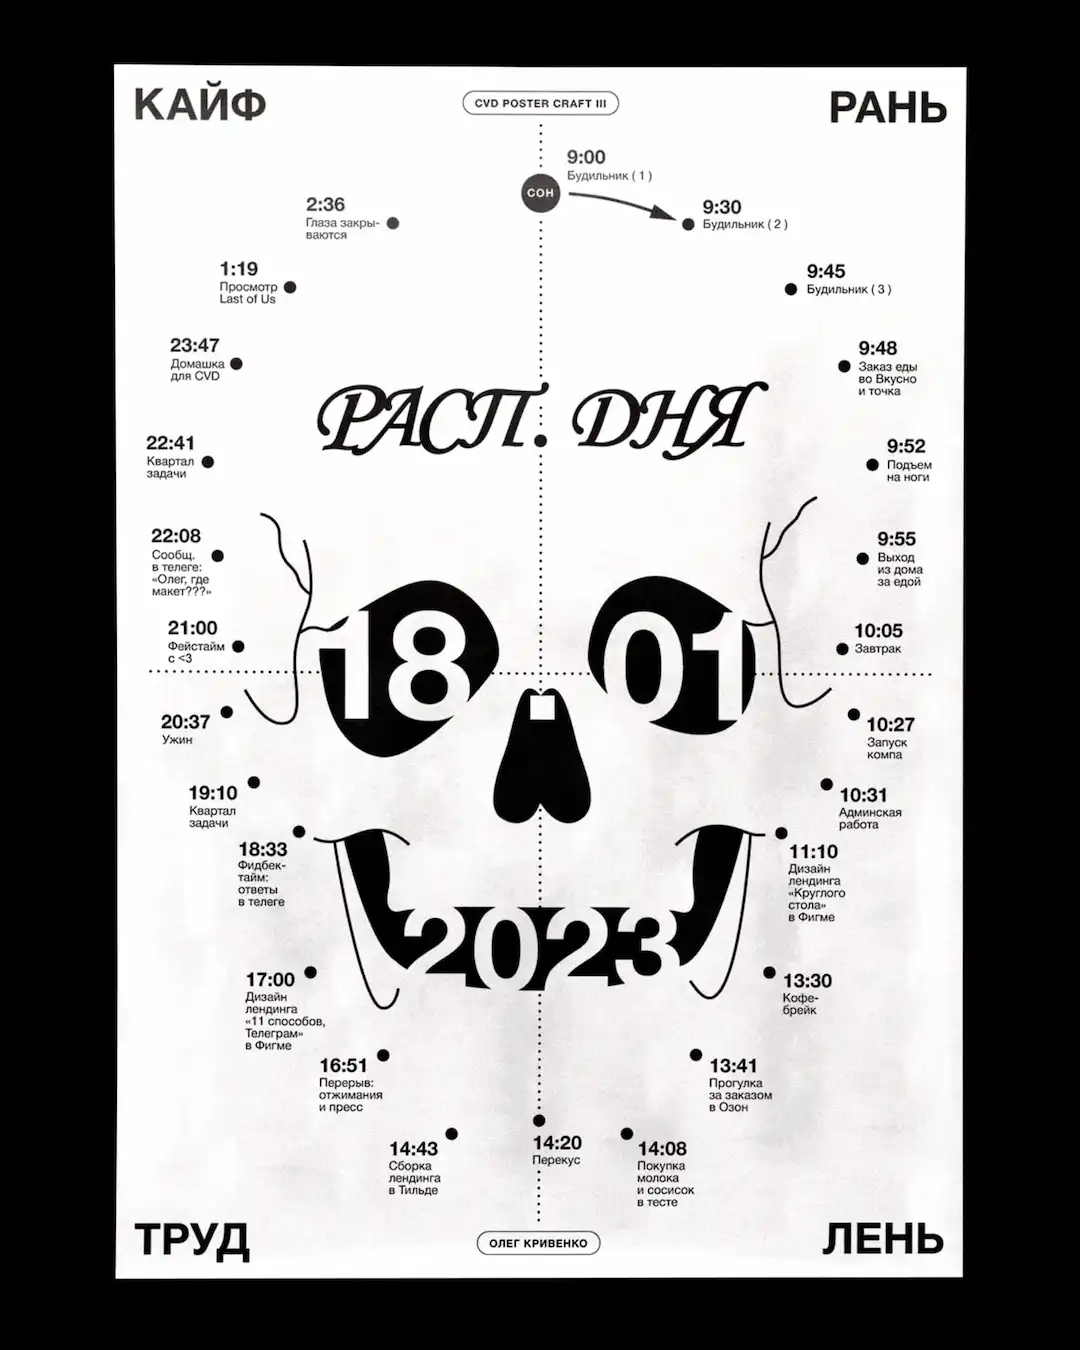 КАЙФ
CVD POSTER CRAFT III
РАНЬ
СОН
9:00
Будильник ( 1 )
9:30
Будильник ( 2 )
9:45
Будильник ( 3 )
9:48
Заказ еды
во Вкусно
и точка
9:52
Подъем
на ноги
9:55
Выход
из дома
за едой
10:05
Завтрак
10:27
Запуск
компа
10:31
Админская
работа
11:10
Дизайн
лендинга
«Круглого
стола»
в Фигме
13:30
Кофе-
брейк
13:41
Прогулка
за заказом
в Озон
14:08
Покупка
молока
и сосисок
в тесте
14:20
Перекус
14:43
Сборка
лендинга
в Тильде
16:51
Перерыв:
отжимания
и пресс
17:00
Дизайн
лендинга
«11 способов,
Телеграм»
в Фигме
18:33
Фидбек-
тайм:
ответы
в телеге
19:10
Квартал
задачи
20:37
Ужин
21:00
Фейстайм
с <3
22:08
Сообщ.
в телеге:
«Олег, где
макет???»
22:41
Квартал
задачи
23:47
Домашка
для CVD
1:19
Просмотр
Last of Us
2:36
Глаза закры-
ваются
РАСП. ДНЯ
18.01
2023
ТРУД
ОЛЕГ КРИВЕНКО
ЛЕНЬ